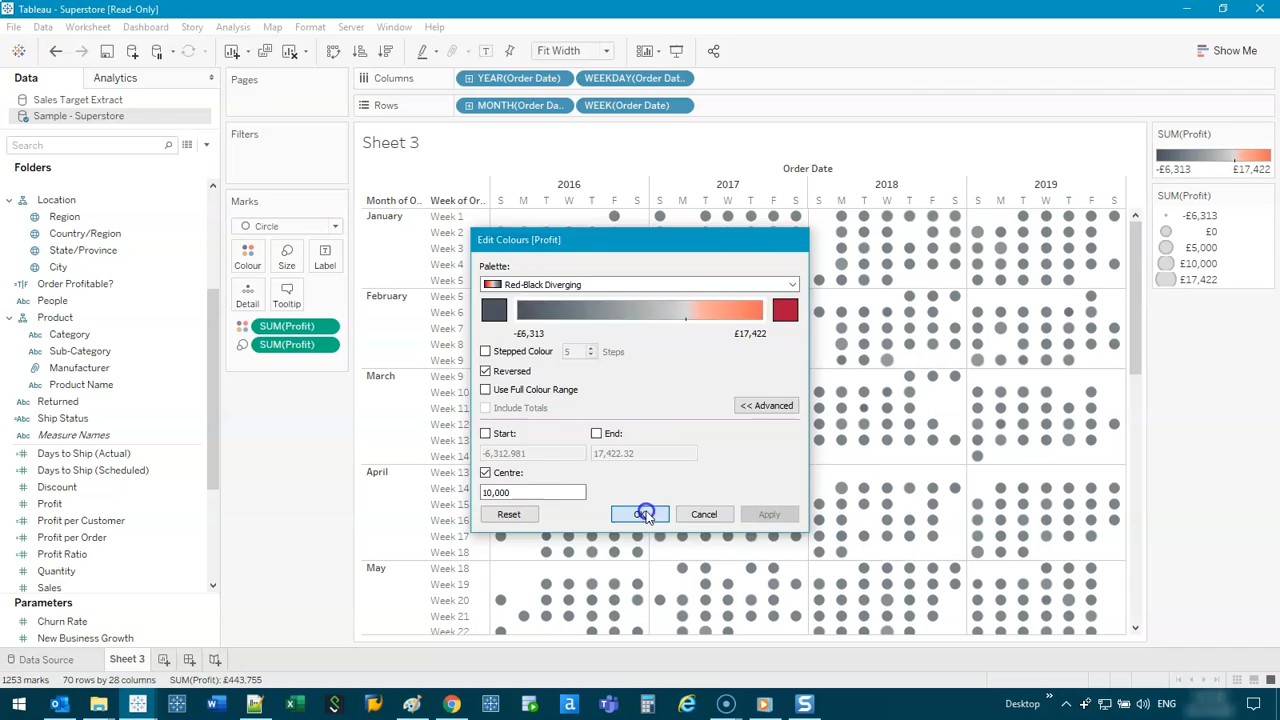 Tableau - Superstore [Read-Only]
File Data Worksheet Dashboard Story Analysis Map Format Server Window Help
Fit Width
Show Me
Data Analytics
Sales Target Extract
Sample - Superstore
Search
Folders
Location
Region
Country/Region
State/Province
City
Order Profitable?
People
Product
Category
Sub-Category
Manufacturer
Product Name
Returned
Ship Status
Measure Names
Days to Ship (Actual)
Days to Ship (Scheduled)
Discount
Profit
Profit per Customer
Profit per Order
Profit Ratio
Quantity
Sales
Parameters
Churn Rate
New Business Growth
Pages
Filters
Marks
Circle
Colour Size Label
Detail Tooltip
SUM(Profit)
SUM(Profit)
Columns YEAR(Order Date) WEEKDAY(Order Dat..
Rows MONTH(Order Da.. WEEK(Order Date)
Sheet 3
Order Date
2016 2017 2018 2019
Month of O.. Week of Or.. S M T W T F S S M T W T F S S M T W T F S S M T W T F S
January Week 1
Week 2
Week 3
Week 4
Week 5
February Week 5
Week 6
Week 7
Week 8
Week 9
March Week 9
Week 10
Week 11
Week 12
Week 13
April
Week 14
Week 15
Week 16
Week 17
Week 18
May Week 18
Week 19
Week 20
Week 21
Week 22
Edit Colours [Profit]
Palette:
Red-Black Diverging
-£6,313 £17,422
Stepped Colour 5 Steps
Reversed
Use Full Colour Range
Include Totals
<< Advanced
Start: End:
-6,312.981 17,422.32
Centre:
10,000
Reset Cancel Apply
SUM(Profit)
-£6,313 £17,422
SUM(Profit)
-£6,313
£0
£5,000
£10,000
£17,422
Data Source Sheet 3
1253 marks 70 rows by 28 columns SUM(Profit): £443,755
Desktop ENG